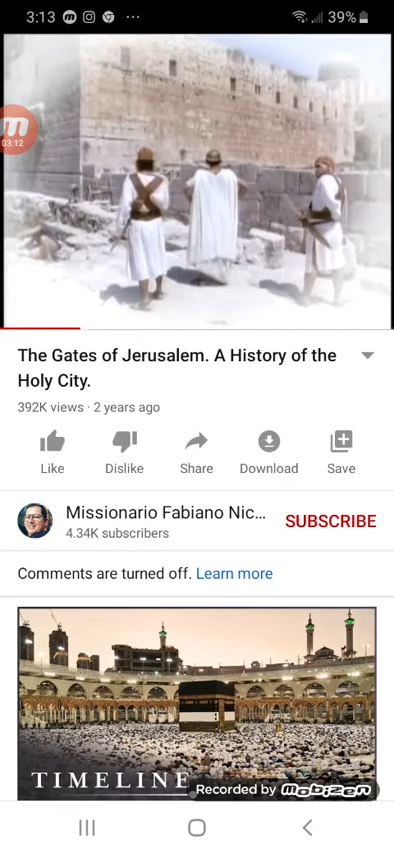 3:13
39%
03:12
The Gates of Jerusalem. A History of the
Holy City.
392K views · 2 years ago
Like Dislike Share Download Save
Missionario Fabiano Nic...
SUBSCRIBE
4.34K subscribers
Comments are turned off. Learn more
TIMELINE
Recorded by mobizen